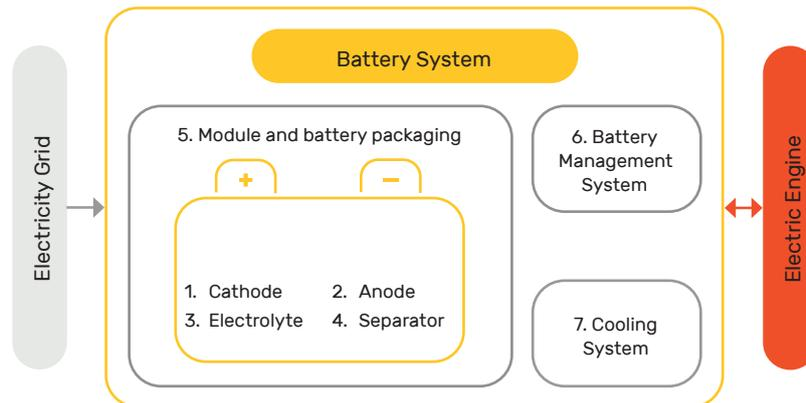 Electricity Grid
Battery System
5. Module and battery packaging
+
−
1. Cathode
2. Anode
3. Electrolyte
4. Separator
6. Battery
Management
System
7. Cooling
System
Electric Engine